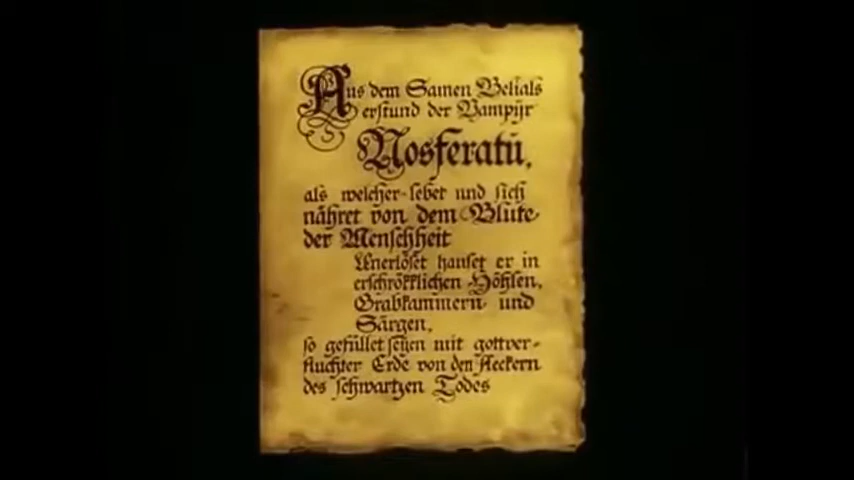 Aus dem Samen Belials
erstund der Vampÿr
Nosferatu,
als welcher lebet und sich
nähret von dem Blute
der Menschheit
Unerlöset hauset er in
erschröklichen Höhlen,
Grabkammern und
Särgen,
so gefüllet seyen mit gottver-
fluchter Erde von den Aeckern
des schwartzen Todes